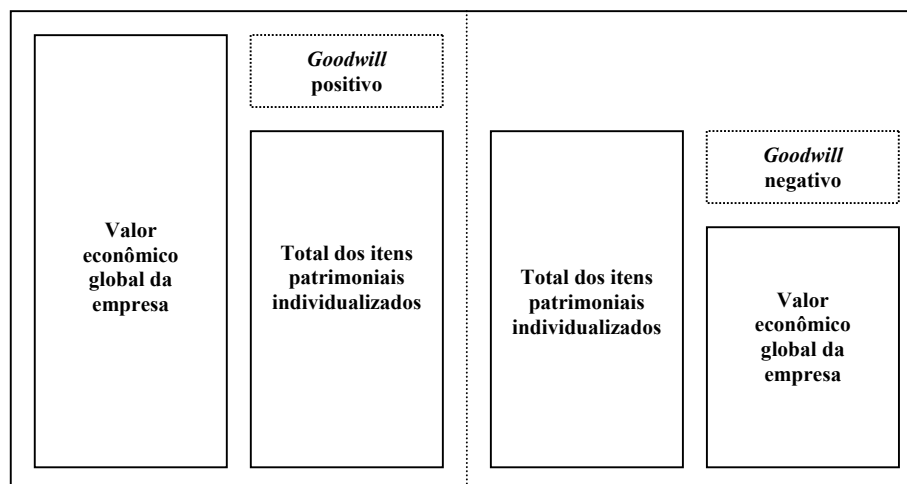 Goodwill
positivo
Valor
econômico
global da
empresa
Total dos itens
patrimoniais
individualizados
Total dos itens
patrimoniais
individualizados
Goodwill
negativo
Valor
econômico
global da
empresa